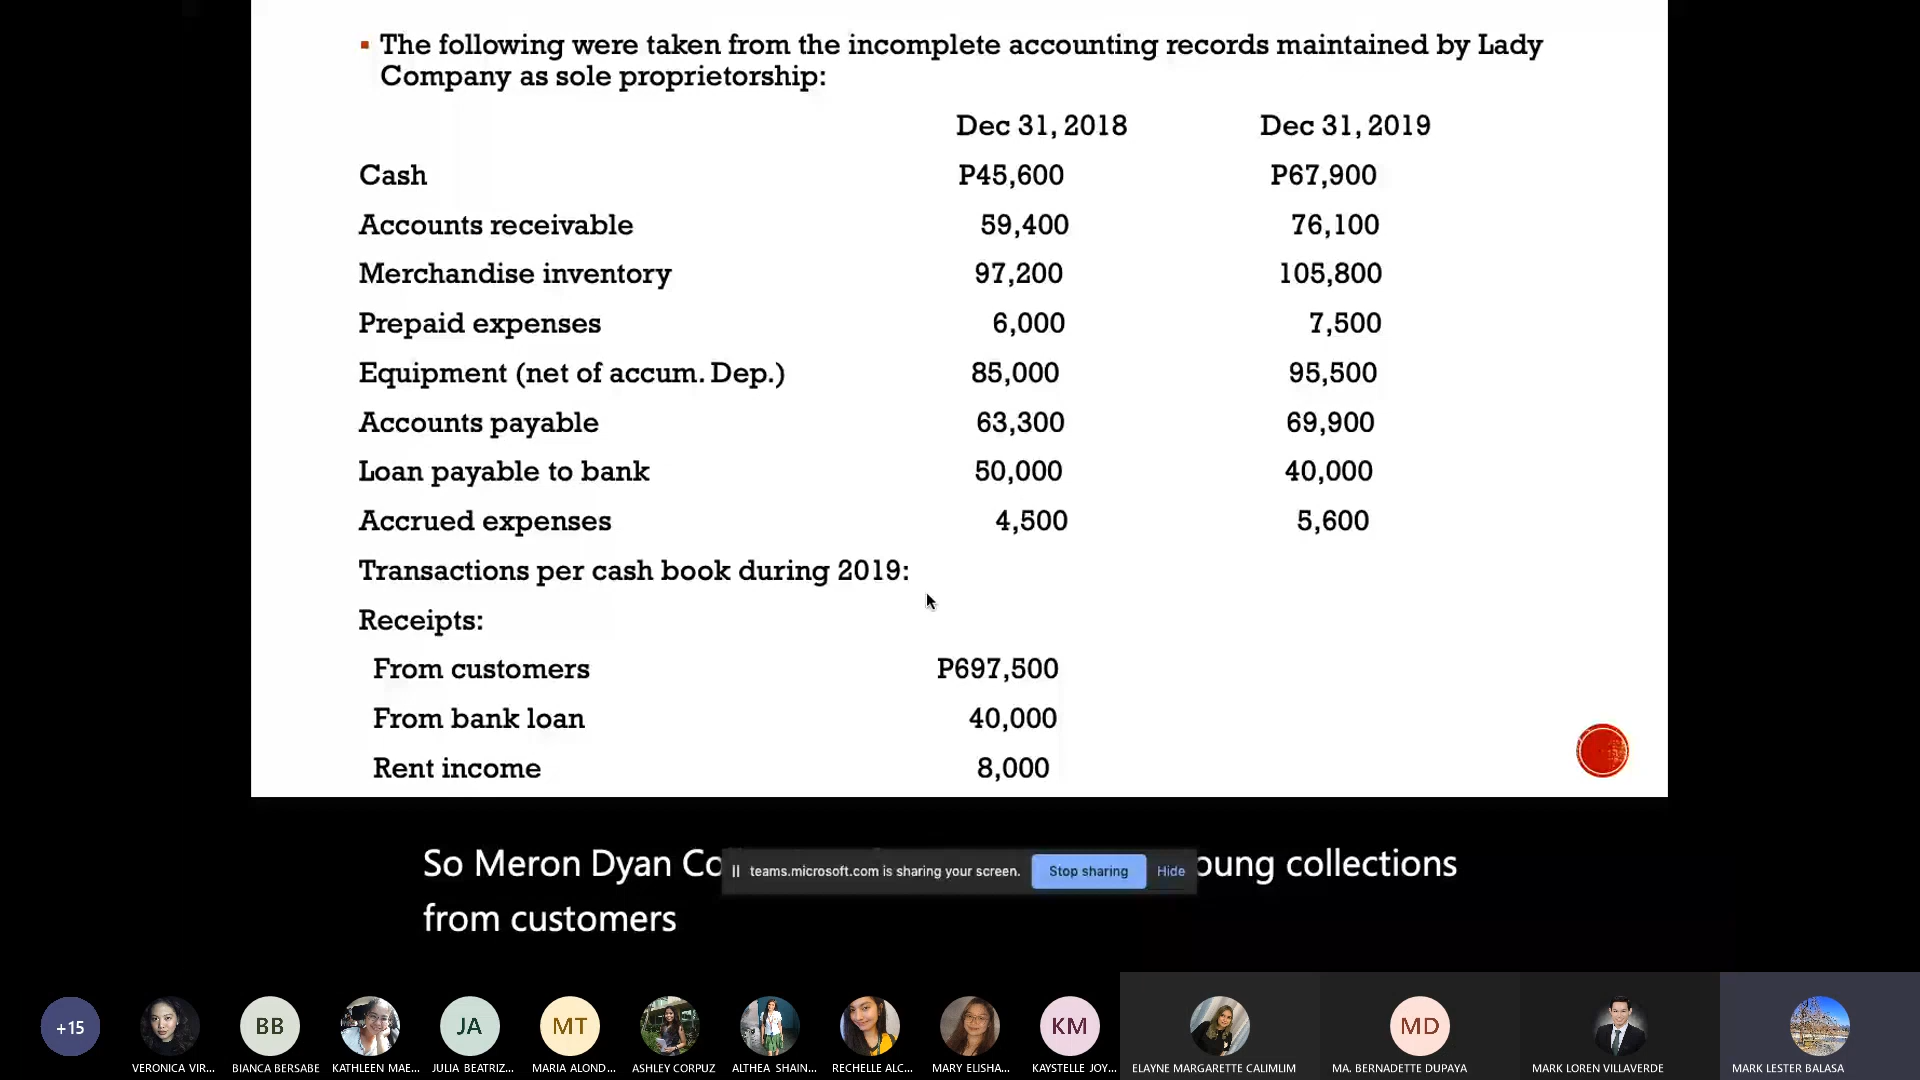 The following were taken from the incomplete accounting records maintained by Lady
Company as sole proprietorship:
Dec 31, 2018 Dec 31, 2019
Cash P45,600 P67,900
Accounts receivable 59,400 76,100
Merchandise inventory 97,200 105,800
Prepaid expenses 6,000 7,500
Equipment (net of accum. Dep.) 85,000 95,500
Accounts payable 63,300 69,900
Loan payable to bank 50,000 40,000
Accrued expenses 4,500 5,600
Transactions per cash book during 2019:
Receipts:
From customers P697,500
From bank loan 40,000
Rent income 8,000
So Meron Dyan collections
teams.microsoft.com is sharing your screen. Stop sharing Hide
from customers
+15
BB JA MT KM MD
VERONICA VIR... BIANCA BERSABE KATHLEEN MAE... JULIA BEATRIZ... MARIA ALOND... ASHLEY CORPUZ ALTHEA SHAIN... RECHELLE ALC... MARY ELISHA... KAYSTELLE JOY... ELAYNE MARGARETTE CALIMLIM MA. BERNADETTE DUPAYA MARK LOREN VILLAVERDE MARK LESTER BALASA